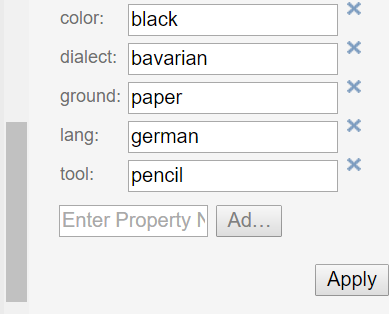 color: black
dialect: bavarian
ground: paper
lang: german
tool: pencil
Enter Property N Ad...
Apply